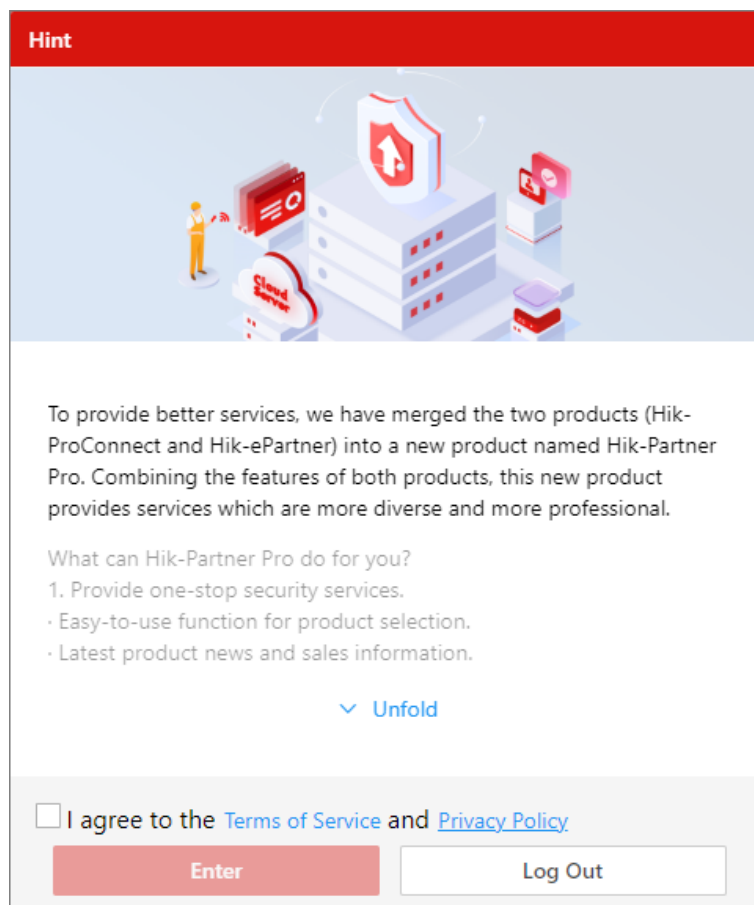 Hint
Cloud
Server
To provide better services, we have merged the two products (Hik-
ProConnect and Hik-ePartner) into a new product named Hik-Partner
Pro. Combining the features of both products, this new product
provides services which are more diverse and more professional.
What can Hik-Partner Pro do for you?
1. Provide one-stop security services.
· Easy-to-use function for product selection.
· Latest product news and sales information.
Unfold
I agree to the Terms of Service and Privacy Policy
Enter
Log Out